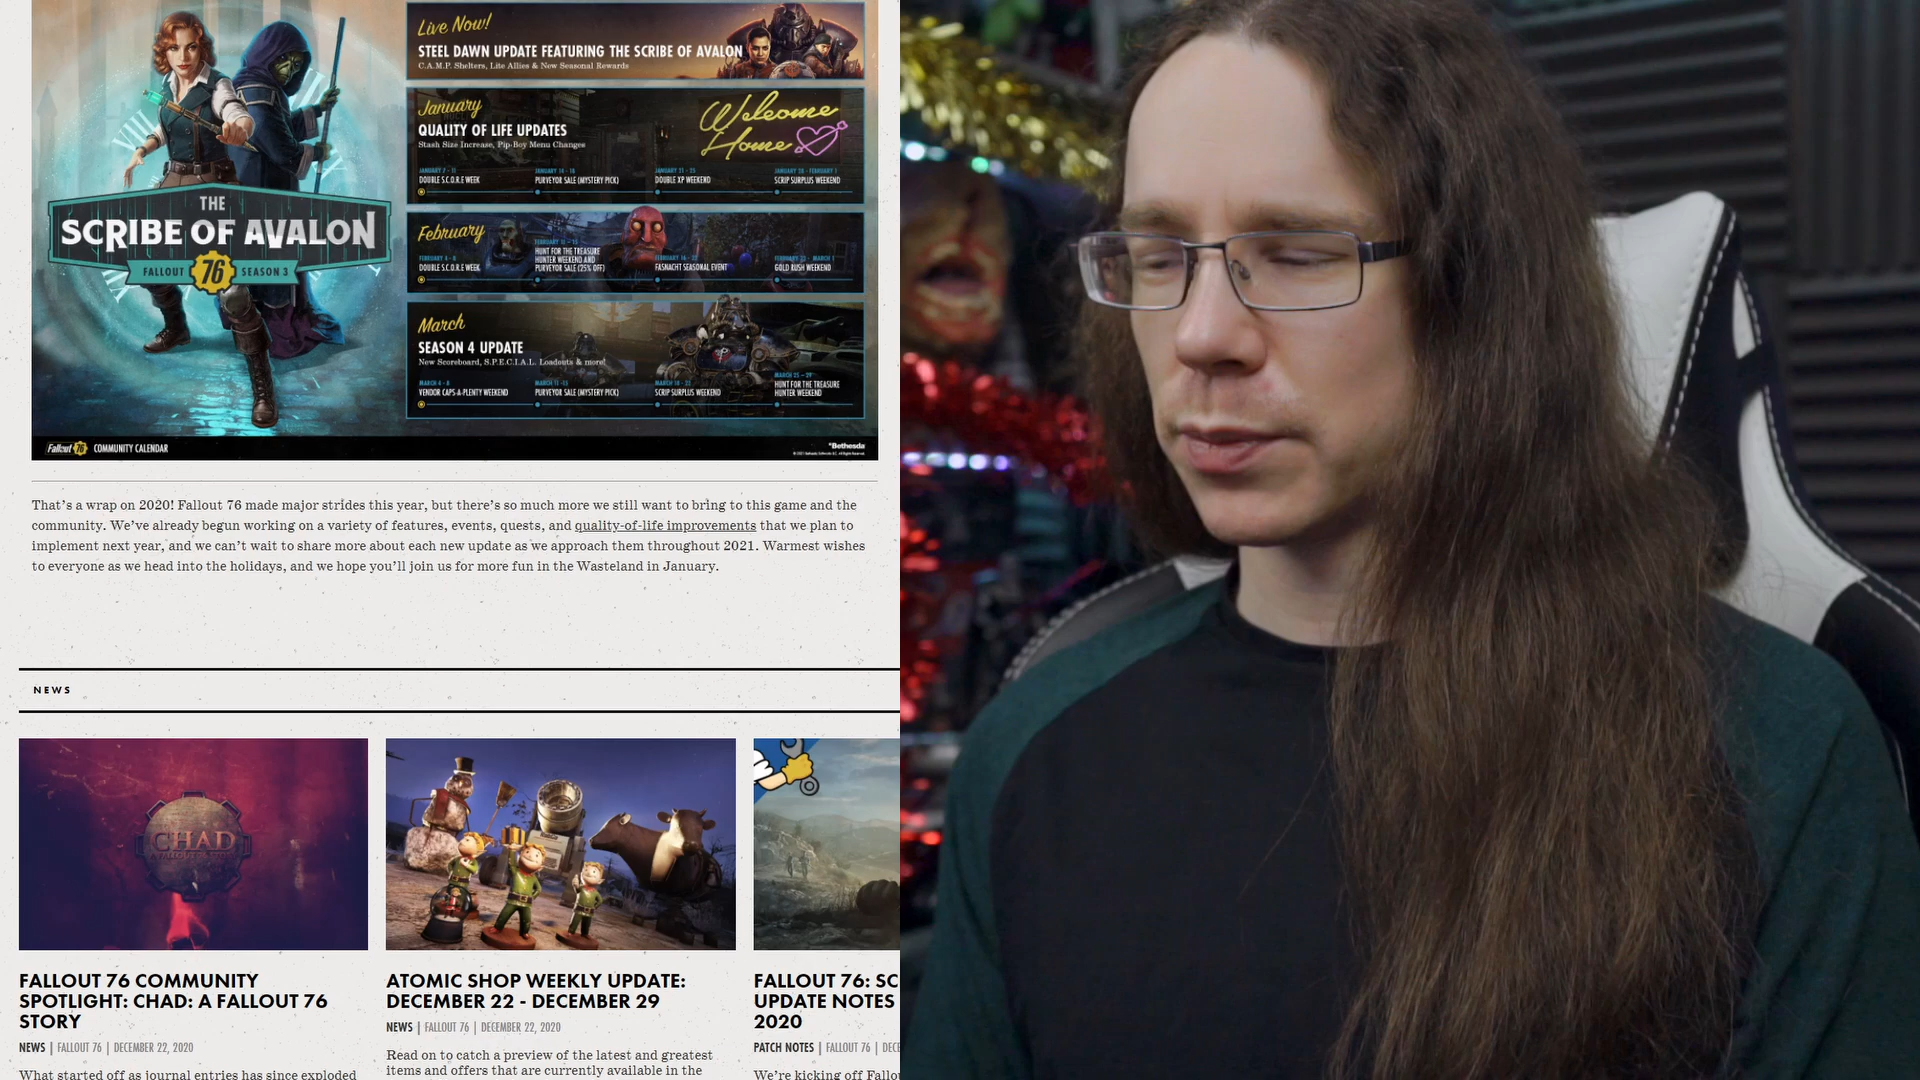 Live Now!
STEEL DAWN UPDATE FEATURING THE SCRIBE OF AVALON
C.A.M.P. Shelters, Lite Allies & New Seasonal Rewards
January
QUALITY OF LIFE UPDATES
Stash Size Increase, Pip-Boy Menu Changes
Welcome
Home
DOUBLE S.C.O.R.E WEEK
PURVEYOR SALE (MYSTERY PICK)
DOUBLE XP WEEKEND
SCRIP SURPLUS WEEKEND
February
DOUBLE S.C.O.R.E WEEK
HUNT FOR THE TREASURE
HUNTER WEEKEND AND
PURVEYOR SALE (25% OFF)
FASNACHT SEASONAL EVENT
GOLD RUSH WEEKEND
March
SEASON 4 UPDATE
New Scoreboard, S.P.E.C.I.A.L. Loadouts & more!
VENDOR CAPS-A-PLENTY WEEKEND
PURVEYOR SALE (MYSTERY PICK)
SCRIP SURPLUS WEEKEND
HUNT FOR THE TREASURE
HUNTER WEEKEND
THE
SCRIBE OF AVALON
FALLOUT 76 SEASON 3
Fallout 76 COMMUNITY CALENDAR
Bethesda
That's a wrap on 2020! Fallout 76 made major strides this year, but there's so much more we still want to bring to this game and the
community. We've already begun working on a variety of features, events, quests, and quality-of-life improvements that we plan to
implement next year, and we can't wait to share more about each new update as we approach them throughout 2021. Warmest wishes
to everyone as we head into the holidays, and we hope you'll join us for more fun in the Wasteland in January.
NEWS
CHAD
FALLOUT 76 COMMUNITY
SPOTLIGHT: CHAD: A FALLOUT 76
STORY
NEWS | FALLOUT 76 | DECEMBER 22, 2020
What started off as journal entries has since exploded
ATOMIC SHOP WEEKLY UPDATE:
DECEMBER 22 - DECEMBER 29
NEWS | FALLOUT 76 | DECEMBER 22, 2020
Read on to catch a preview of the latest and greatest
items and offers that are currently available in the
FALLOUT 76: SC
UPDATE NOTES
2020
PATCH NOTES | FALLOUT 76 | DECE
We're kicking off Fallou